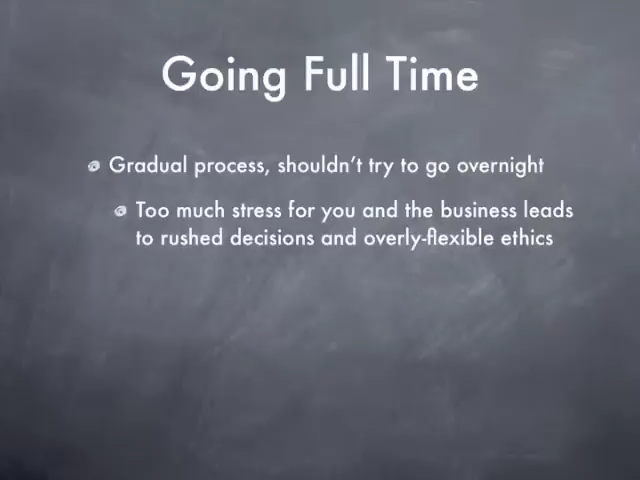 Going Full Time
Gradual process, shouldn't try to go overnight
Too much stress for you and the business leads
to rushed decisions and overly-flexible ethics